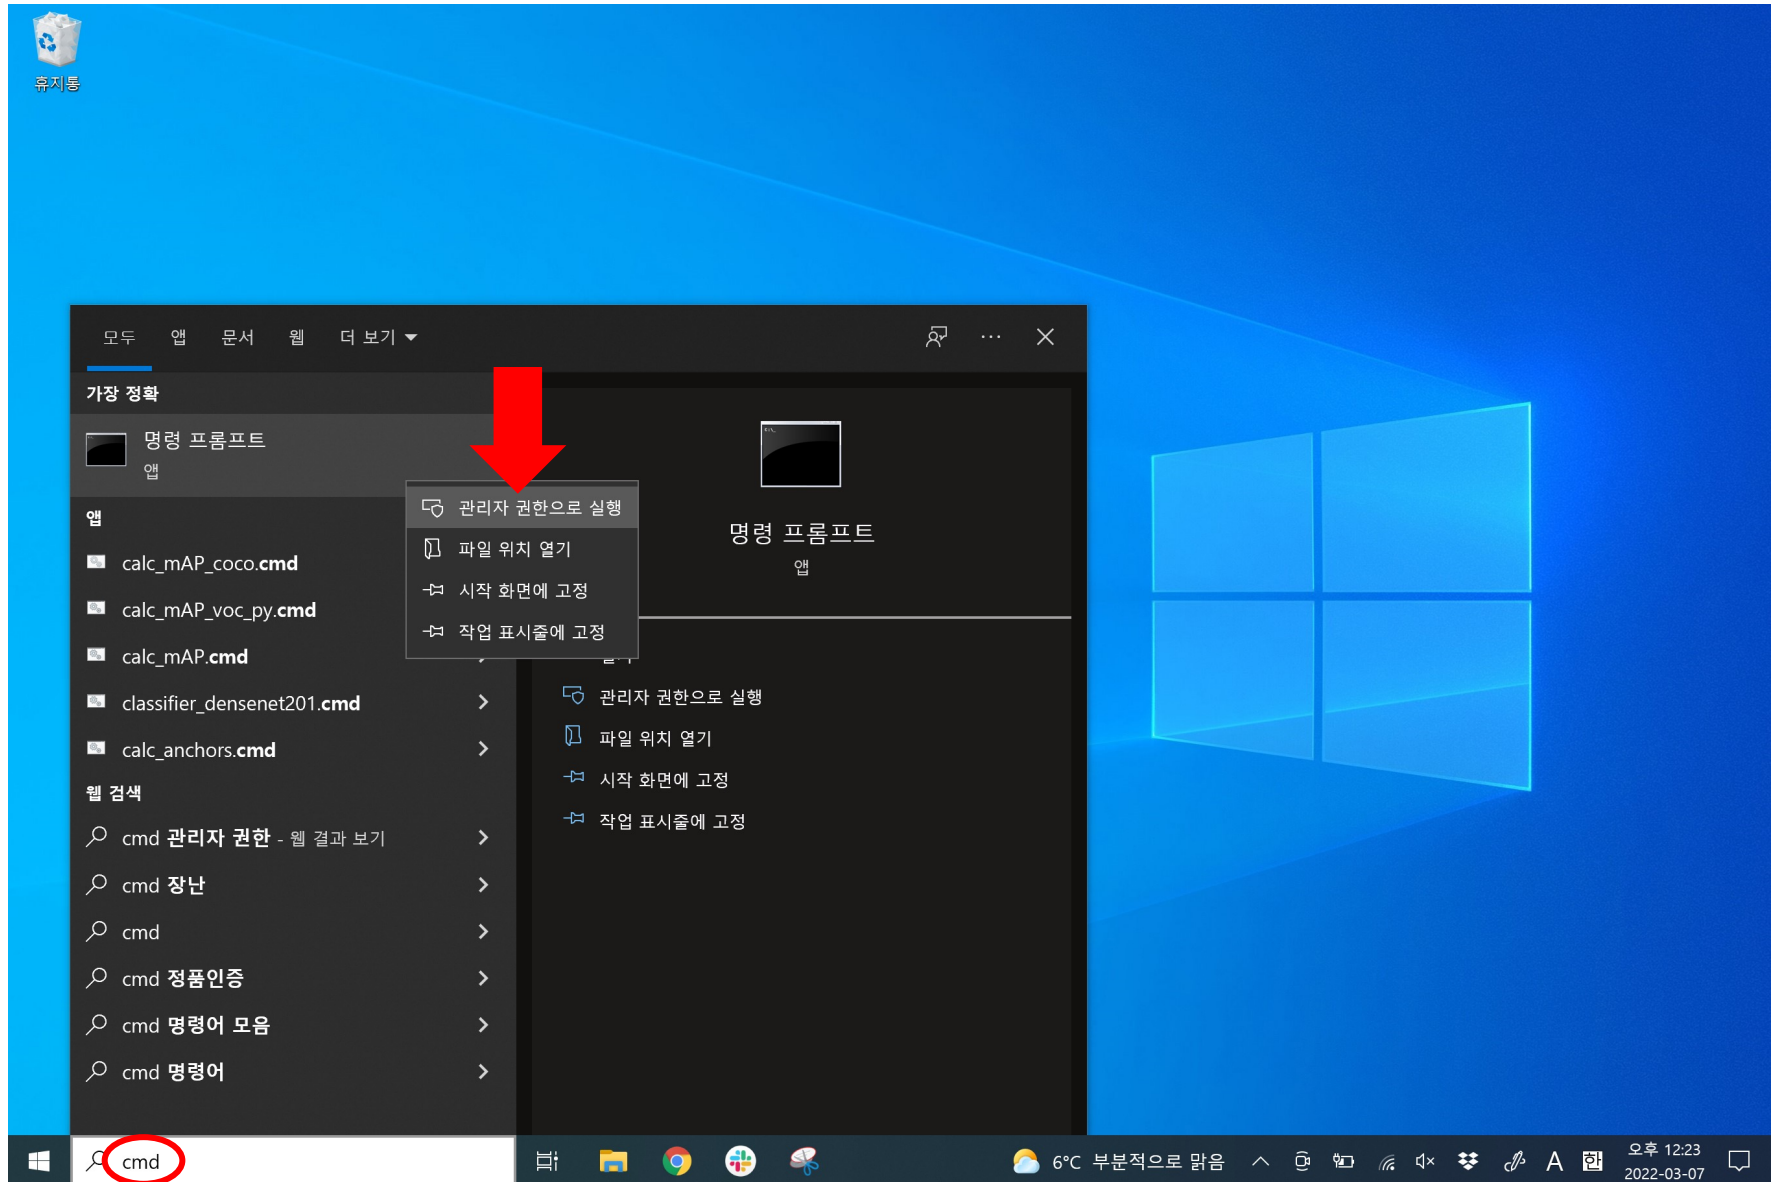 휴지통
모두 앱 문서 웹 더 보기
가장 정확
명령 프롬프트
앱
앱
calc_mAP_coco.cmd
calc_mAP_voc_py.cmd
calc_mAP.cmd
classifier_densenet201.cmd
calc_anchors.cmd
웹 검색
cmd 관리자 권한 - 웹 결과 보기
cmd 장난
cmd
cmd 정품인증
cmd 명령어 모음
cmd 명령어
관리자 권한으로 실행
파일 위치 열기
시작 화면에 고정
작업 표시줄에 고정
명령 프롬프트
앱
관리자 권한으로 실행
파일 위치 열기
시작 화면에 고정
작업 표시줄에 고정
cmd
6°C 부분적으로 맑음
A 한
오후 12:23
2022-03-07